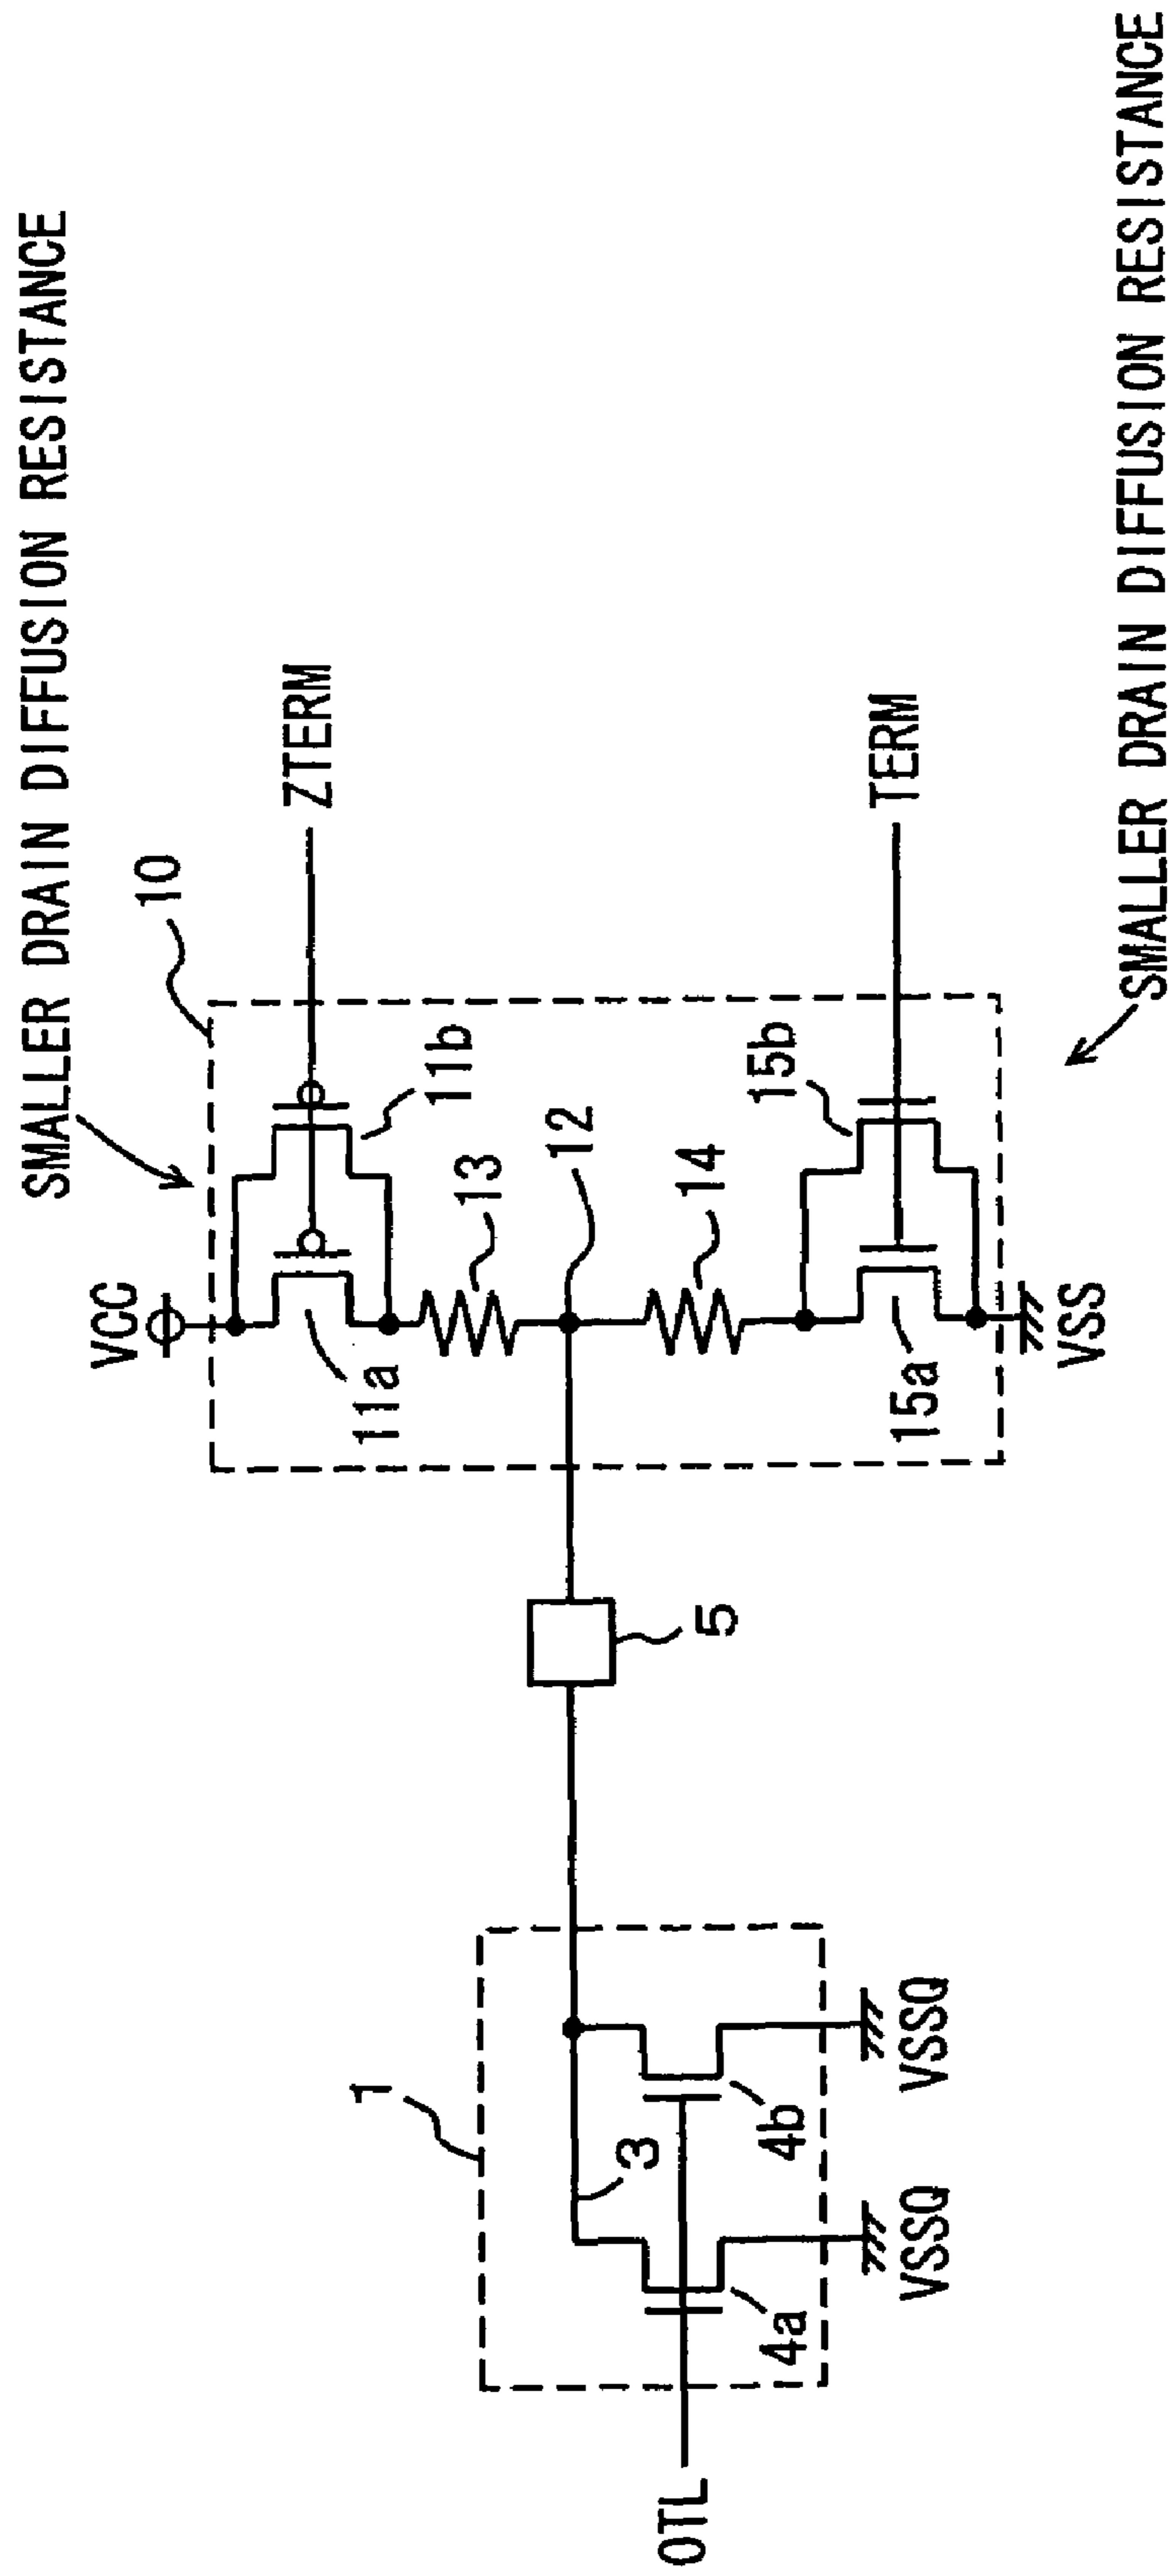 SMALLER DRAIN DIFFUSION RESISTANCE
10
VCC
ZTERM
11a
11b
13
12
1
5
14
3
OTL
4a
4b
15b
15a
TERM
VSSQ
VSSQ
VSS
SMALLER DRAIN DIFFUSION RESISTANCE